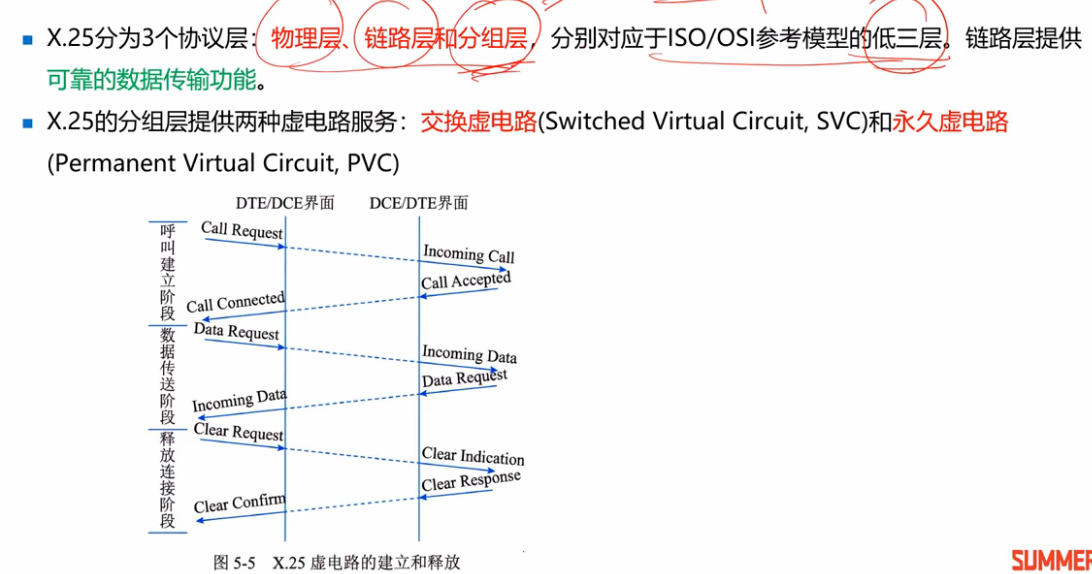 X.25分为3个协议层：物理层、链路层和分组层，分别对应于ISO/OSI参考模型的低三层。链路层提供
可靠的数据传输功能。
X.25的分组层提供两种虚电路服务：交换虚电路(Switched Virtual Circuit, SVC)和永久虚电路
(Permanent Virtual Circuit, PVC)
DTE/DCE界面 DCE/DTE界面
呼叫建立阶段
Call Request
Incoming Call
Call Accepted
Call Connected
数据传送阶段
Data Request
Incoming Data
Data Request
Incoming Data
释放连接阶段
Clear Request
Clear Indication
Clear Response
Clear Confirm
图 5-5 X.25 虚电路的建立和释放
SUMMER